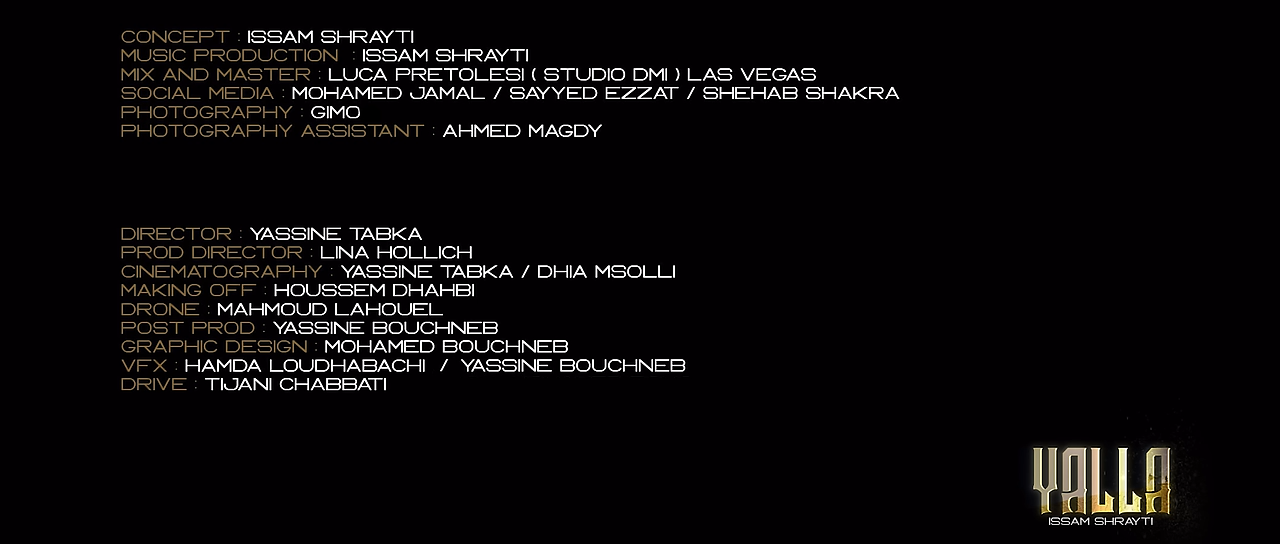 CONCEPT : ISSAM SHRAYTI
MUSIC PRODUCTION : ISSAM SHRAYTI
MIX AND MASTER : LUCA PRETOLESI ( STUDIO DMI ) LAS VEGAS
SOCIAL MEDIA : MOHAMED JAMAL / SAYYED EZZAT / SHEHAB SHAKRA
PHOTOGRAPHY : GIMO
PHOTOGRAPHY ASSISTANT : AHMED MAGDY
DIRECTOR : YASSINE TABKA
PROD DIRECTOR : LINA HOLLICH
CINEMATOGRAPHY : YASSINE TABKA / DHIA MSOLLI
MAKING OFF : HOUSSEM DHAHBI
DRONE : MAHMOUD LAHOUEL
POST PROD : YASSINE BOUCHNEB
GRAPHIC DESIGN : MOHAMED BOUCHNEB
VFX : HAMDA LOUDHABACHI / YASSINE BOUCHNEB
DRIVE : TIJANI CHABBATI
YALLA
ISSAM SHRAYTI